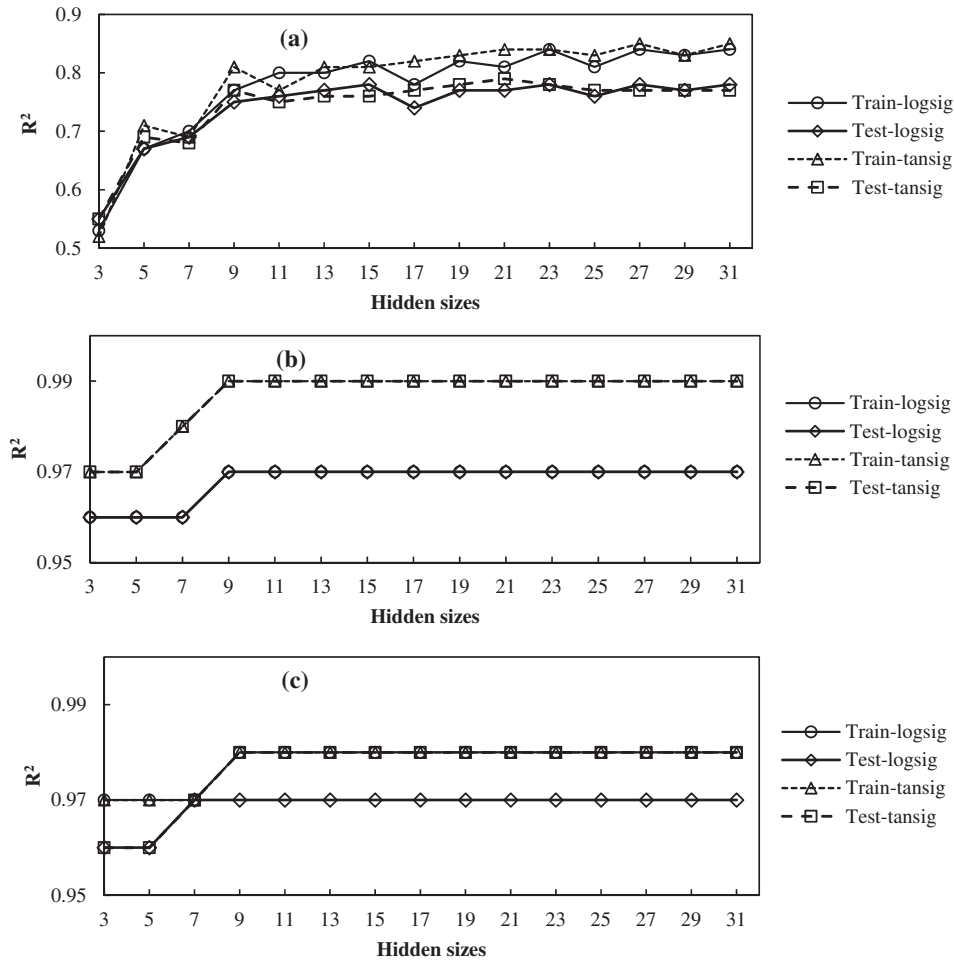 0.9
(a)
0.8
0.7
0.6
0.5
R²
3 5 7 9 11 13 15 17 19 21 23 25 27 29 31
Hidden sizes
Train-logsig
Test-logsig
Train-tansig
Test-tansig
(b)
0.99
0.97
0.95
R²
3 5 7 9 11 13 15 17 19 21 23 25 27 29 31
Hidden sizes
Train-logsig
Test-logsig
Train-tansig
Test-tansig
(c)
0.99
0.97
0.95
R²
3 5 7 9 11 13 15 17 19 21 23 25 27 29 31
Hidden sizes
Train-logsig
Test-logsig
Train-tansig
Test-tansig